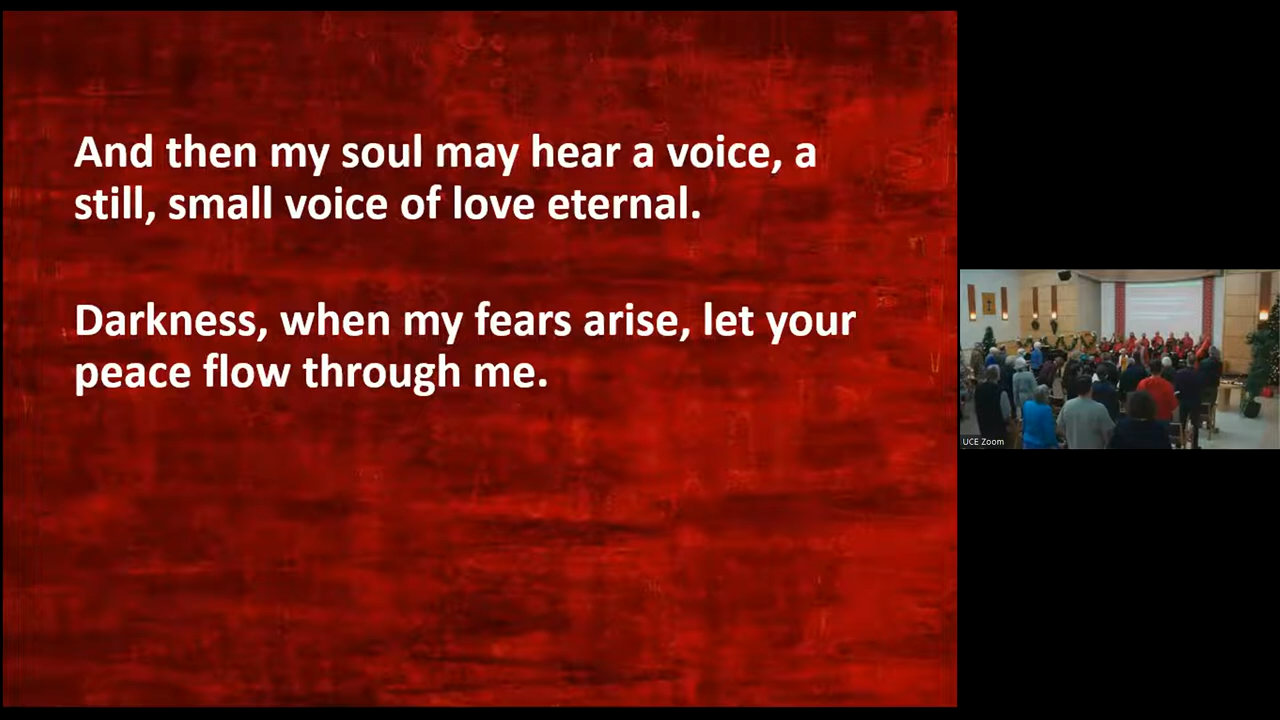 And then my soul may hear a voice, a
still, small voice of love eternal.
Darkness, when my fears arise, let your
peace flow through me.
UCE Zoom